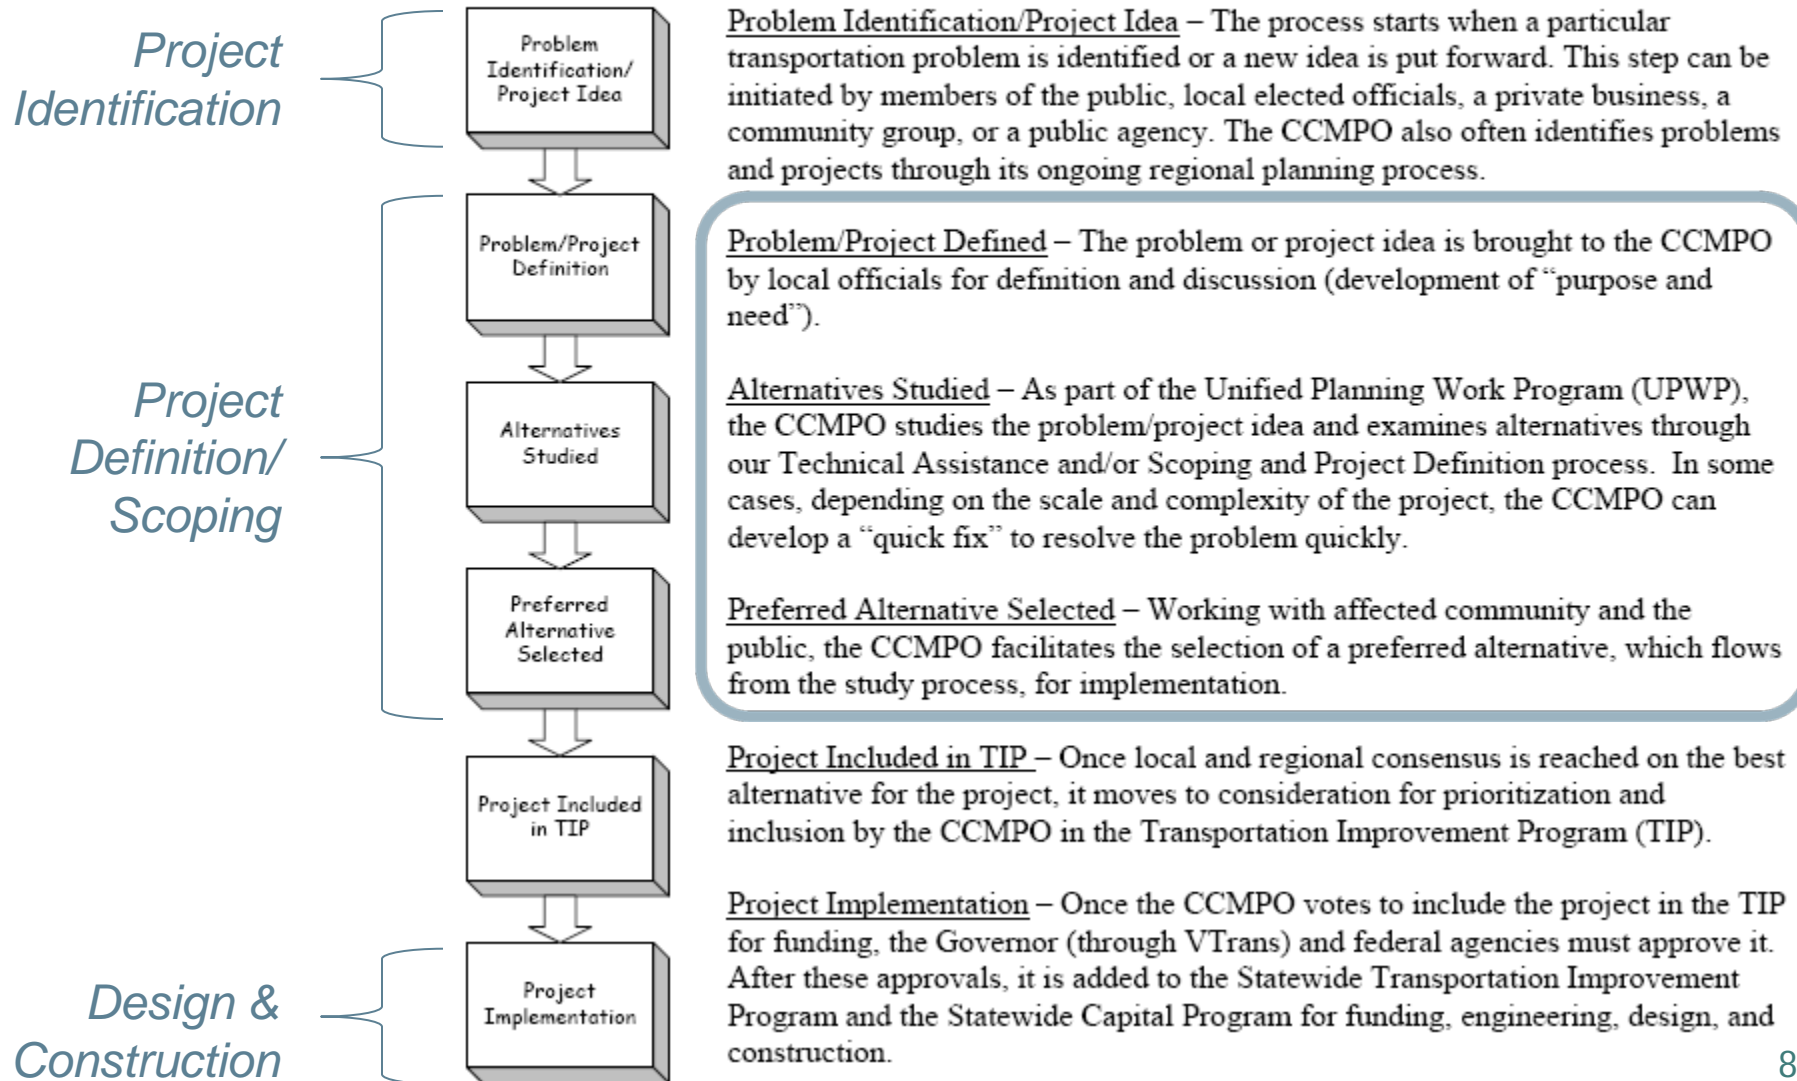 Project
Identification
Problem
Identification/
Project Idea
Problem Identification/Project Idea – The process starts when a particular
transportation problem is identified or a new idea is put forward. This step can be
initiated by members of the public, local elected officials, a private business, a
community group, or a public agency. The CCMPO also often identifies problems
and projects through its ongoing regional planning process.
Project
Definition/
Scoping
Problem/Project
Definition
Problem/Project Defined – The problem or project idea is brought to the CCMPO
by local officials for definition and discussion (development of “purpose and
need”).
Alternatives
Studied
Alternatives Studied – As part of the Unified Planning Work Program (UPWP),
the CCMPO studies the problem/project idea and examines alternatives through
our Technical Assistance and/or Scoping and Project Definition process.  In some
cases, depending on the scale and complexity of the project, the CCMPO can
develop a “quick fix” to resolve the problem quickly.
Preferred
Alternative
Selected
Preferred Alternative Selected – Working with affected community and the
public, the CCMPO facilitates the selection of a preferred alternative, which flows
from the study process, for implementation.
Project Included
in TIP
Project Included in TIP – Once local and regional consensus is reached on the best
alternative for the project, it moves to consideration for prioritization and
inclusion by the CCMPO in the Transportation Improvement Program (TIP).
Design &
Construction
Project
Implementation
Project Implementation – Once the CCMPO votes to include the project in the TIP
for funding, the Governor (through VTrans) and federal agencies must approve it.
After these approvals, it is added to the Statewide Transportation Improvement
Program and the Statewide Capital Program for funding, engineering, design, and
construction.
8